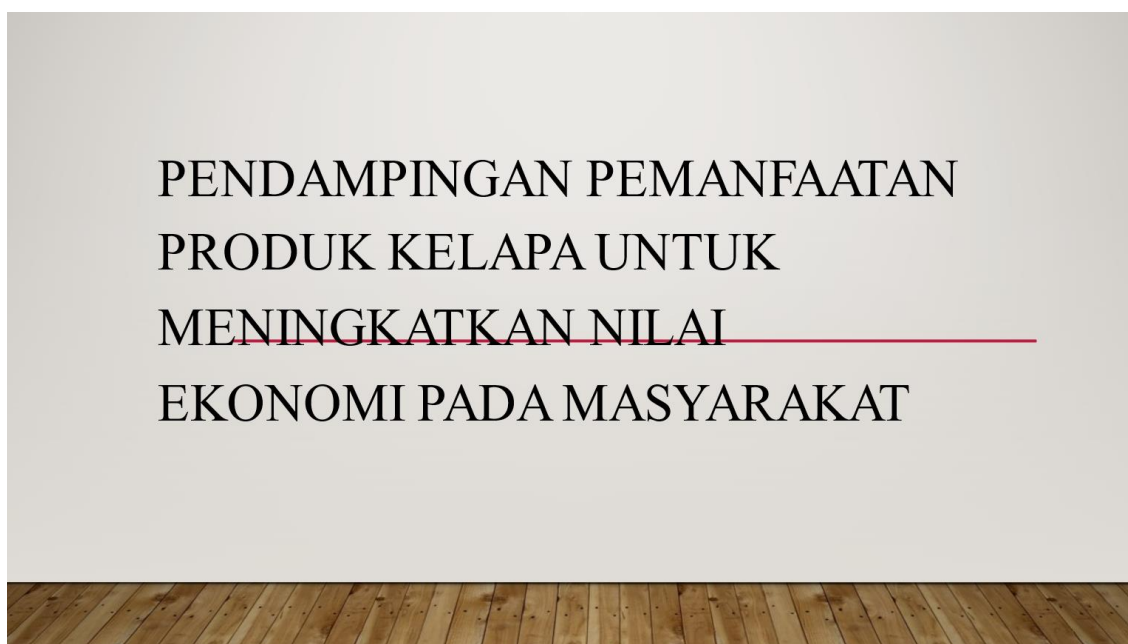 PENDAMPINGAN PEMANFAATAN
PRODUK KELAPA UNTUK
MENINGKATKAN NILAI
EKONOMI PADA MASYARAKAT